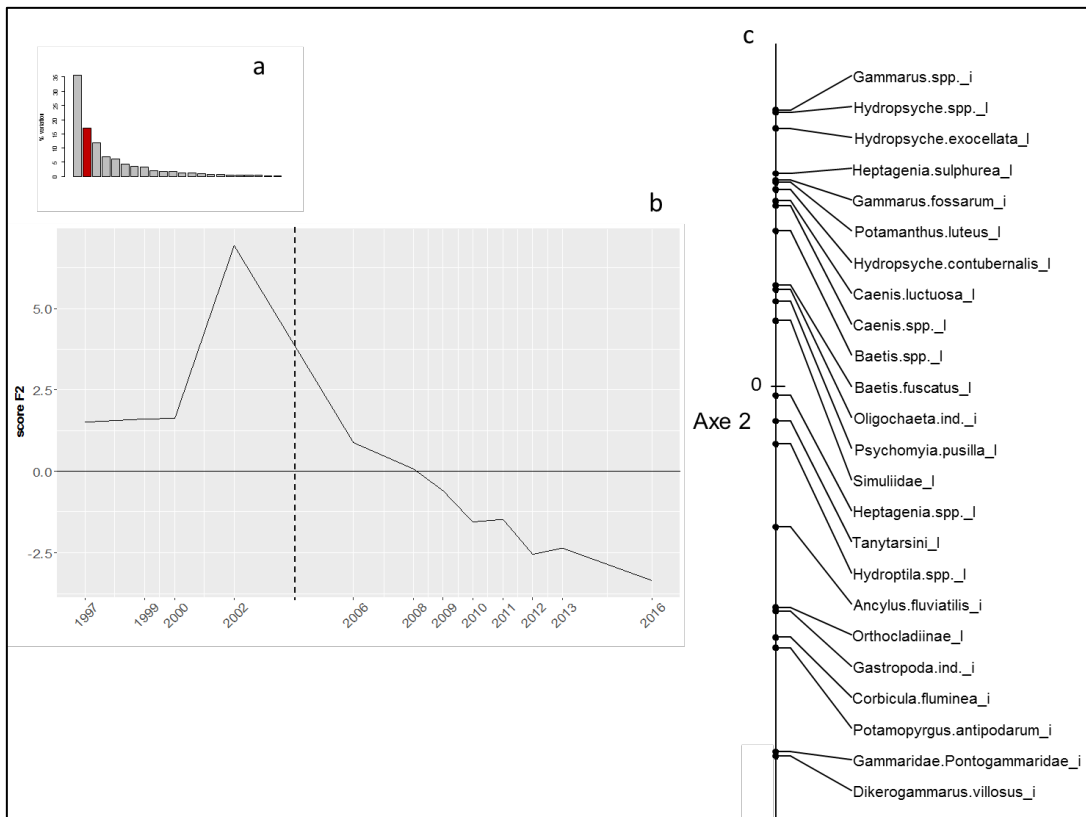 a
35
30
25
20
15
10
5
0
% variation
b
5.0
2.5
0.0
-2.5
score F2
1997
1999
2000
2002
2006
2008
2009
2010
2011
2012
2013
2016
c
0
Axe 2
Gammarus.spp._i
Hydropsyche.spp._l
Hydropsyche.exocellata_l
Heptagenia.sulphurea_l
Gammarus.fossarum_i
Potamanthus.luteus_l
Hydropsyche.contubernalis_l
Caenis.luctuosa_l
Caenis.spp._l
Baetis.spp._l
Baetis.fuscatus_l
Oligochaeta.ind._i
Psychomyia.pusilla_l
Simuliidae_l
Heptagenia.spp._l
Tanytarsini_l
Hydroptila.spp._l
Ancylus.fluviatilis_i
Orthocladiinae_l
Gastropoda.ind._i
Corbicula.fluminea_i
Potamopyrgus.antipodarum_i
Gammaridae.Pontogammaridae_i
Dikerogammarus.villosus_i